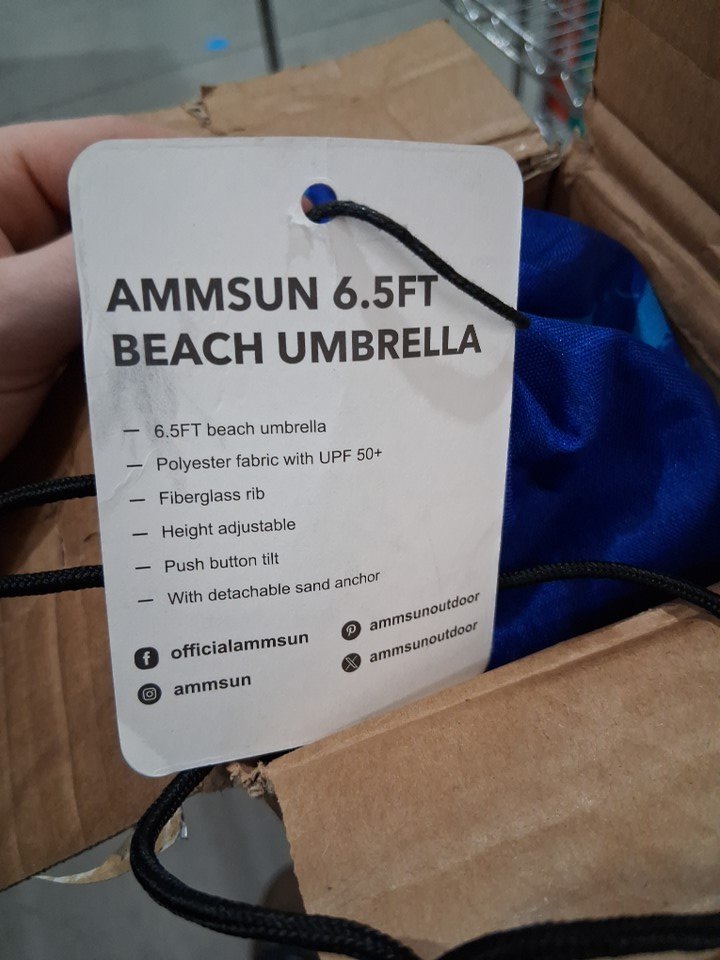 AMMSUN 6.5FT
BEACH UMBRELLA
— 6.5FT beach umbrella
— Polyester fabric with UPF 50+
— Fiberglass rib
— Height adjustable
— Push button tilt
— With detachable sand anchor
officialammsun
ammsun
ammsunoutdoor
ammsunoutdoor